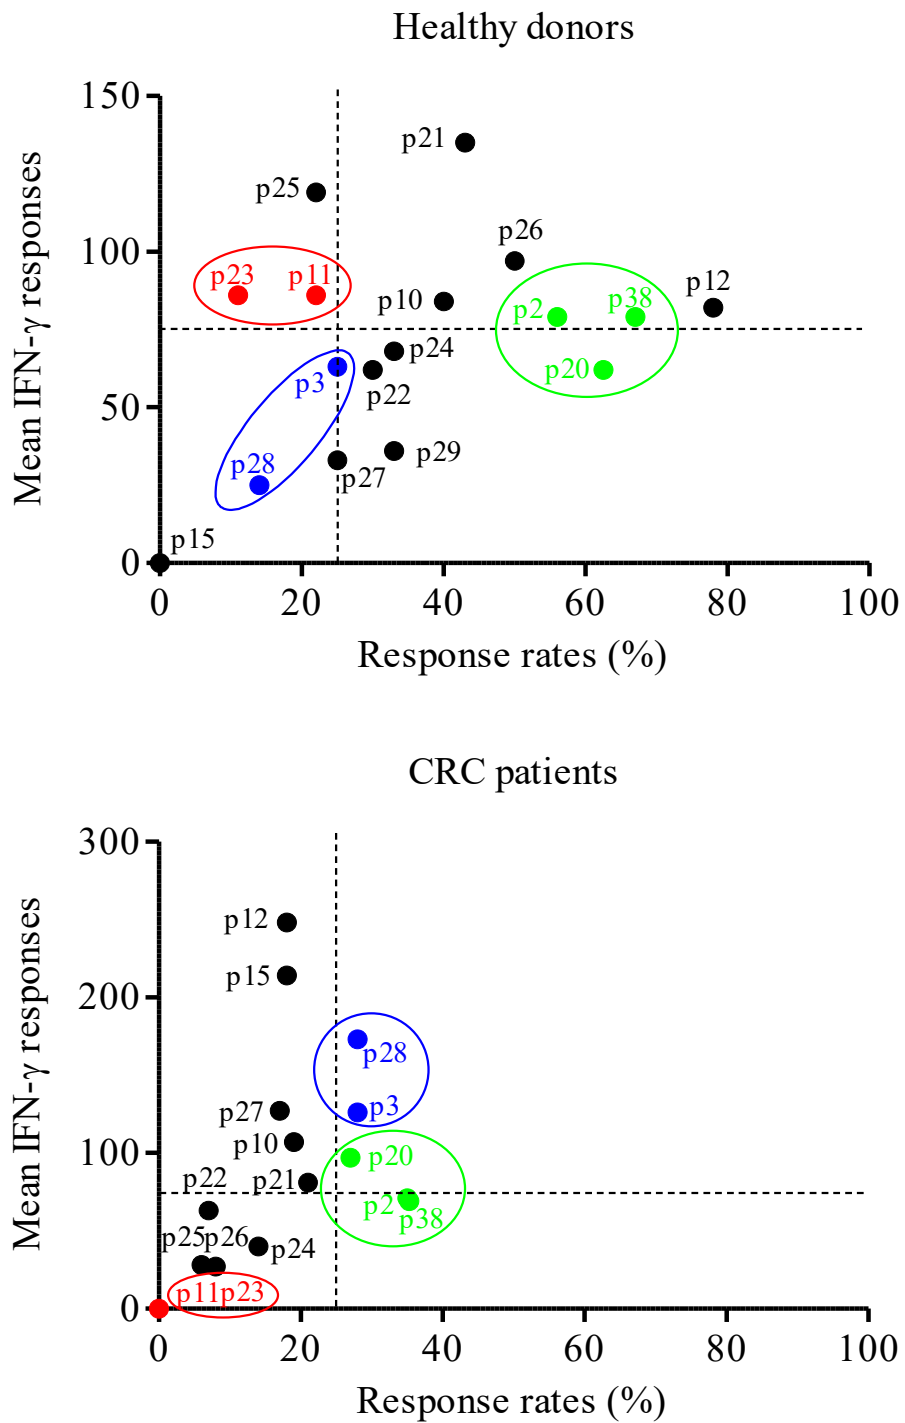 Healthy donors
150
100
50
0
Mean IFN-γ responses
p21
p25
p26
p23
p11
p10
p2
p38
p12
p24
p20
p3
p22
p28
p29
p27
p15
0 20 40 60 80 100
Response rates (%)
CRC patients
300
200
100
0
Mean IFN-γ responses
p12
p15
p28
p27
p3
p10
p20
p22
p21
p2
p38
p25
p26
p24
p11
p23
0 20 40 60 80 100
Response rates (%)